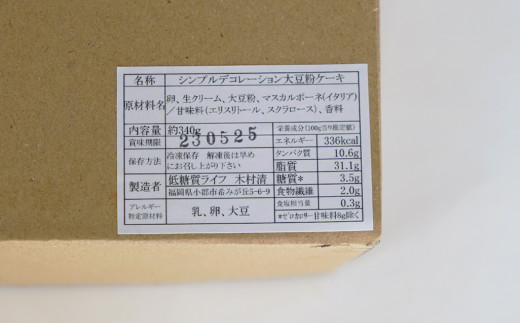 名称 シンプルデコレーション大豆粉ケーキ
原材料名 卵、生クリーム、大豆粉、マスカルポーネ(イタリア)
/甘味料(エリスリトール、スクラロース)、香料
内容量 約340g
賞味期限 230525
保存方法 冷凍保存 解凍後は早め
にお召し上がり下さい
製造者 低糖質ライフ 木村清
福岡県小郡市希みが丘5-6-9
アレルギー
特定原材料 乳、卵、大豆
栄養成分(100g当り推定値)
エネルギー 336kcal
タンパク質 10.6g
脂質 31.1g
糖質* 3.5g
食物繊維 2.0g
食塩相当量 0.3g
*ゼロカロリー甘味料8g除く